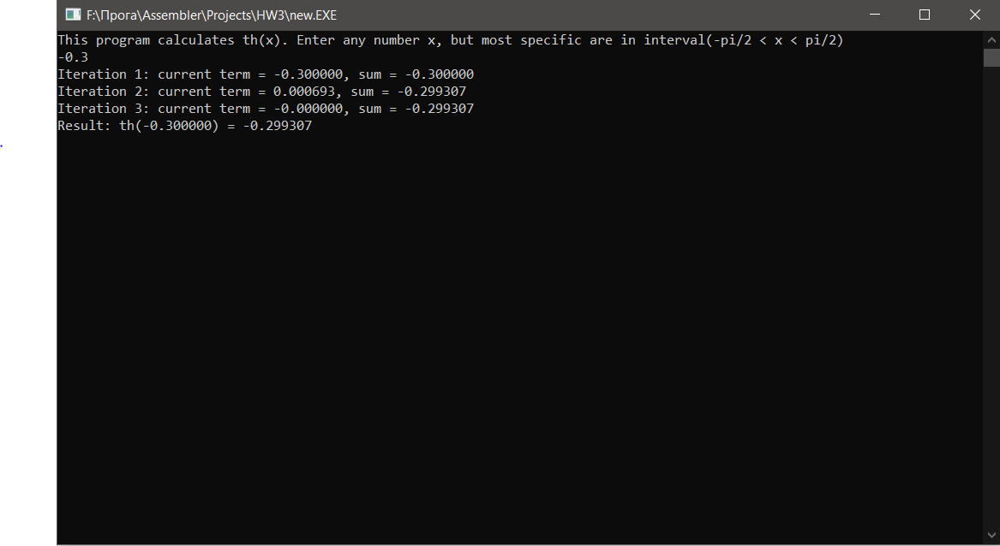 F:\Прога\Assembler\Projects\HW3\new.EXE
This program calculates th(x). Enter any number x, but most specific are in interval(-pi/2 < x < pi/2)
-0.3
Iteration 1: current term = -0.300000, sum = -0.300000
Iteration 2: current term = 0.000693, sum = -0.299307
Iteration 3: current term = -0.000000, sum = -0.299307
Result: th(-0.300000) = -0.299307